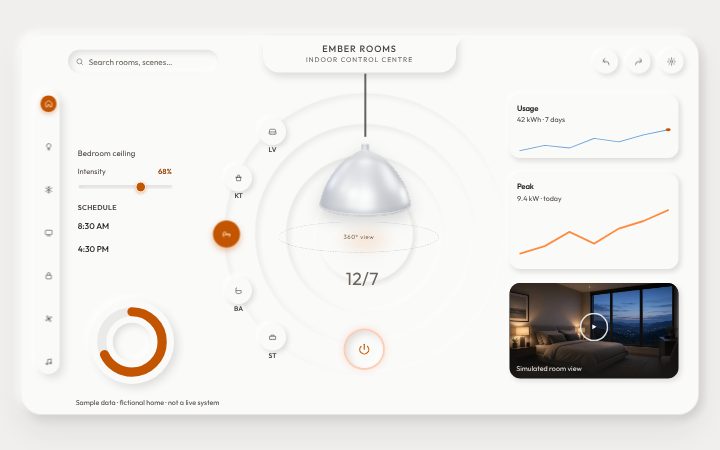 EMBER ROOMS
INDOOR CONTROL CENTRE
Search rooms, scenes...
Bedroom ceiling
Intensity 68%
SCHEDULE
8:30 AM
4:30 PM
LV
KT
BA
ST
360° view
12/7
Usage
42 kWh · 7 days
Peak
9.4 kW · today
Simulated room view
Sample data · fictional home · not a live system